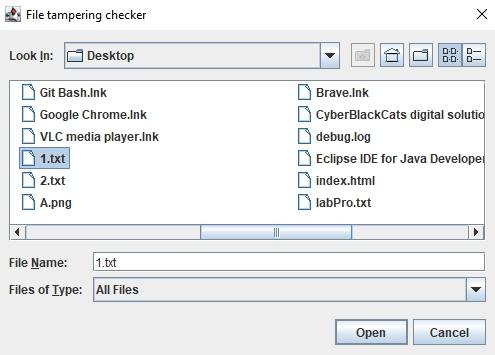 File tampering checker
Look In: Desktop
Git Bash.lnk
Google Chrome.lnk
VLC media player.lnk
1.txt
2.txt
A.png
Brave.lnk
CyberBlackCats digital solutio
debug.log
Eclipse IDE for Java Developer
index.html
labPro.txt
File Name: 1.txt
Files of Type: All Files
Open Cancel